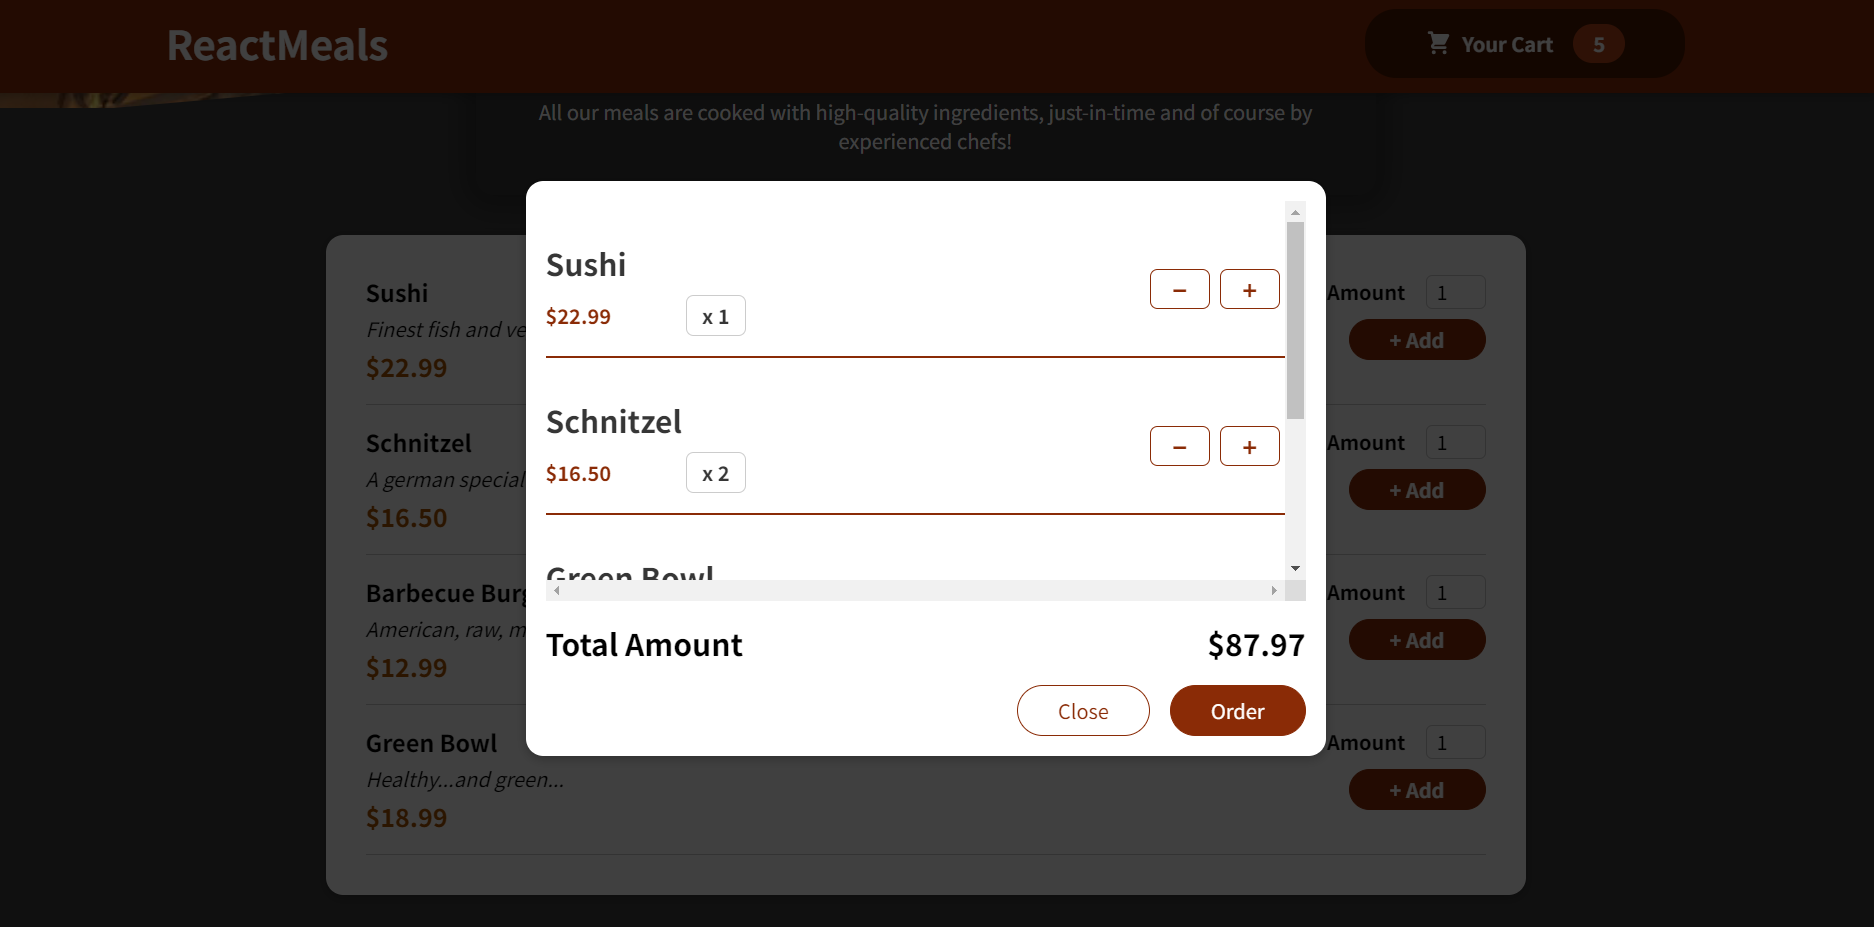 ReactMeals
Your Cart 5
All our meals are cooked with high-quality ingredients, just-in-time and of course by
experienced chefs!
Sushi
$22.99 x 1
− +
Schnitzel
$16.50 x 2
− +
Green Bowl
Total Amount $87.97
Close Order
Sushi
Finest fish and ve
$22.99
Amount 1
+ Add
Schnitzel
A german special
$16.50
Amount 1
+ Add
Barbecue Burg
American, raw, m
$12.99
Amount 1
+ Add
Green Bowl
Healthy...and green...
$18.99
Amount 1
+ Add